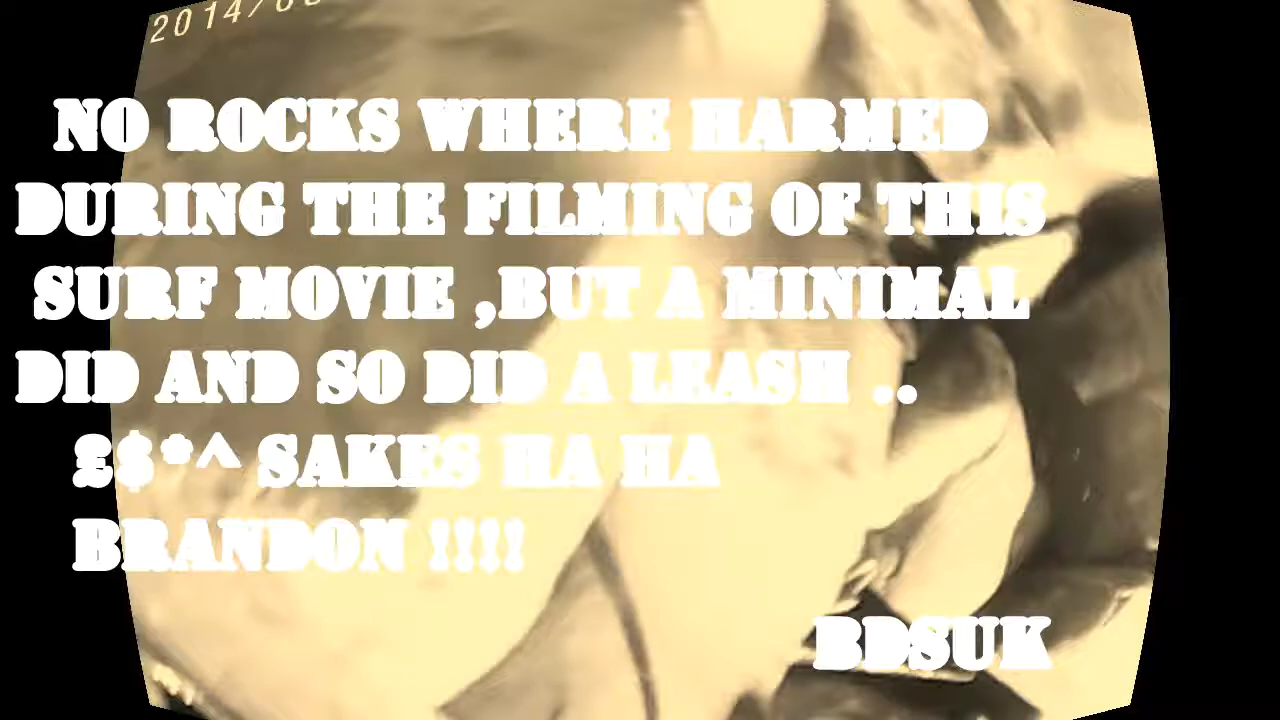 2014/0
NO ROCKS WHERE HARMED
DURING THE FILMING OF THIS
SURF MOVIE ,BUT A MINIMAL
DID AND SO DID A LEASH ..
£$*^ SAKES HA HA
BRANDON !!!!
BDSUK